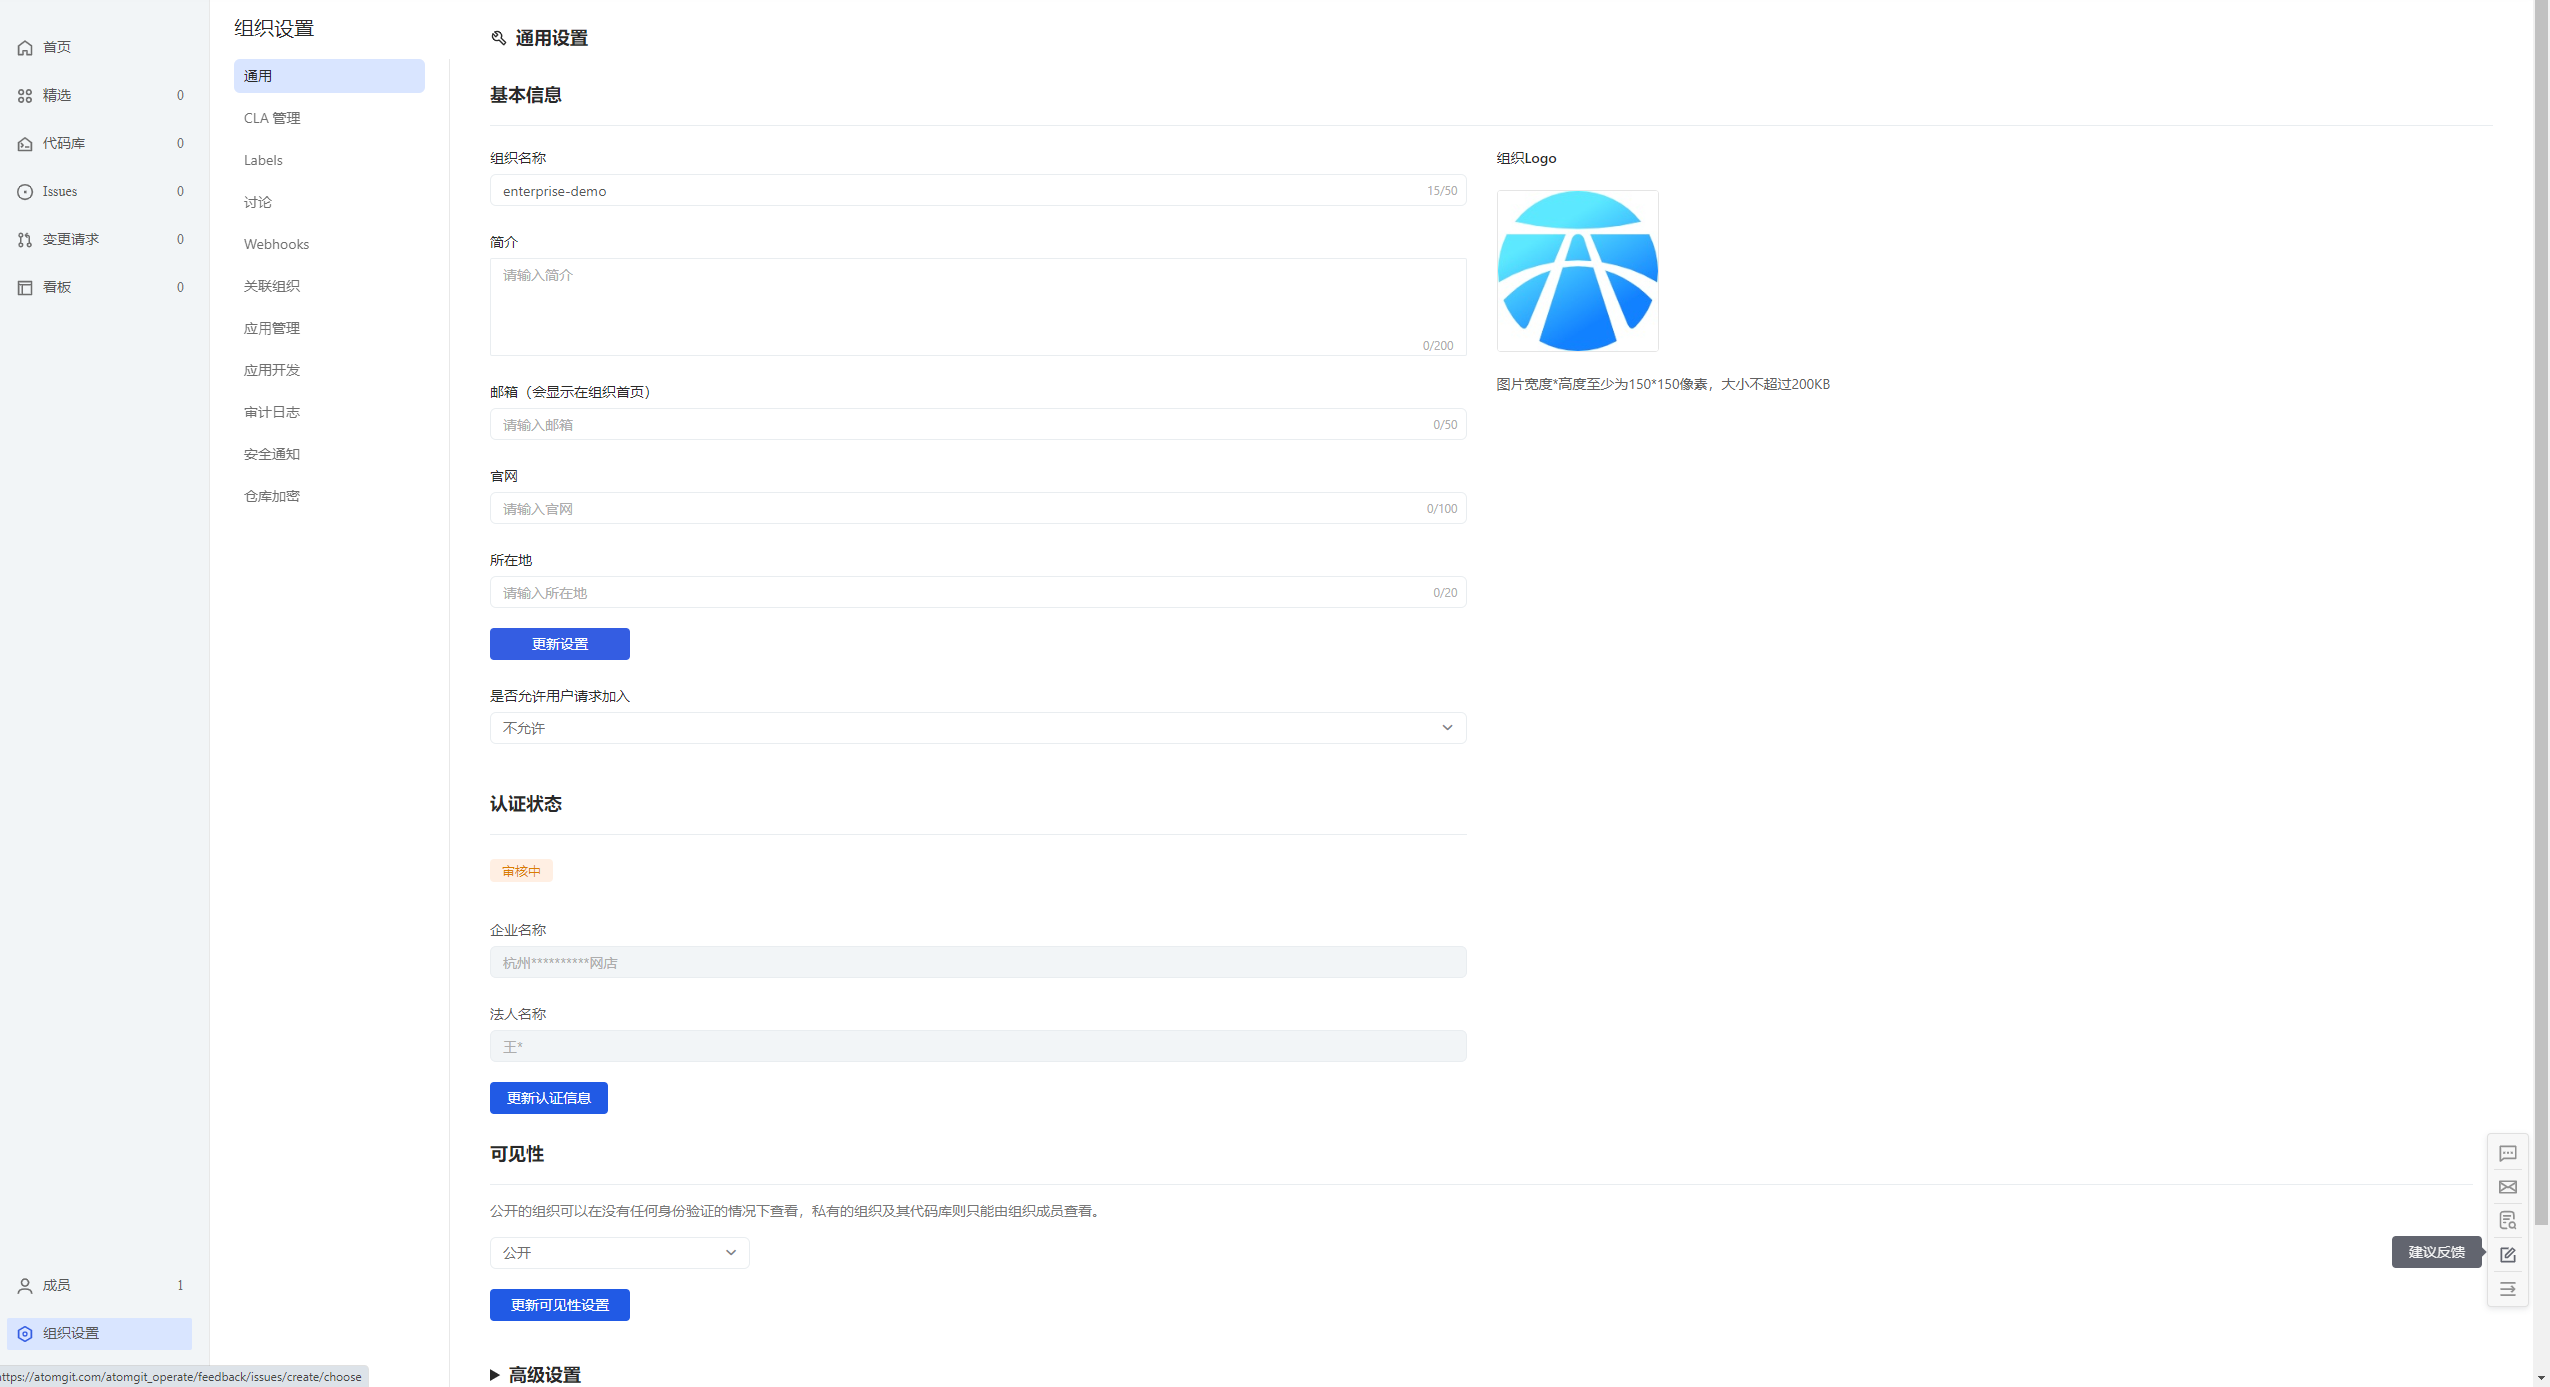 首页
精选 0
代码库 0
Issues 0
变更请求 0
看板 0
成员 1
组织设置
https://atomgit.com/atomgit_operate/feedback/issues/create/choose
组织设置
通用
CLA 管理
Labels
讨论
Webhooks
关联组织
应用管理
应用开发
审计日志
安全通知
仓库加密
通用设置
基本信息
组织名称
enterprise-demo 15/50
简介
请输入简介
0/200
邮箱（会显示在组织首页）
请输入邮箱 0/50
官网
请输入官网 0/100
所在地
请输入所在地 0/20
更新设置
是否允许用户请求加入
不允许
组织Logo
图片宽度*高度至少为150*150像素，大小不超过200KB
认证状态
审核中
企业名称
杭州**********网店
法人名称
王*
更新认证信息
可见性
公开的组织可以在没有任何身份验证的情况下查看，私有的组织及其代码库则只能由组织成员查看。
公开
更新可见性设置
高级设置
建议反馈